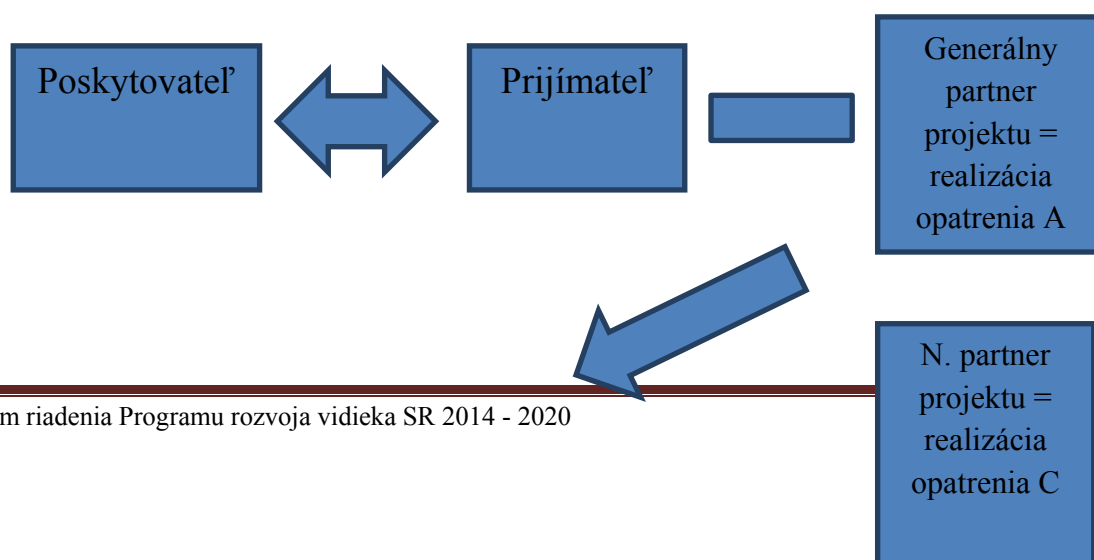 Poskytovateľ
Prijímateľ
Generálny
partner
projektu =
realizácia
opatrenia A
m riadenia Programu rozvoja vidieka SR 2014 - 2020
N. partner
projektu =
realizácia
opatrenia C